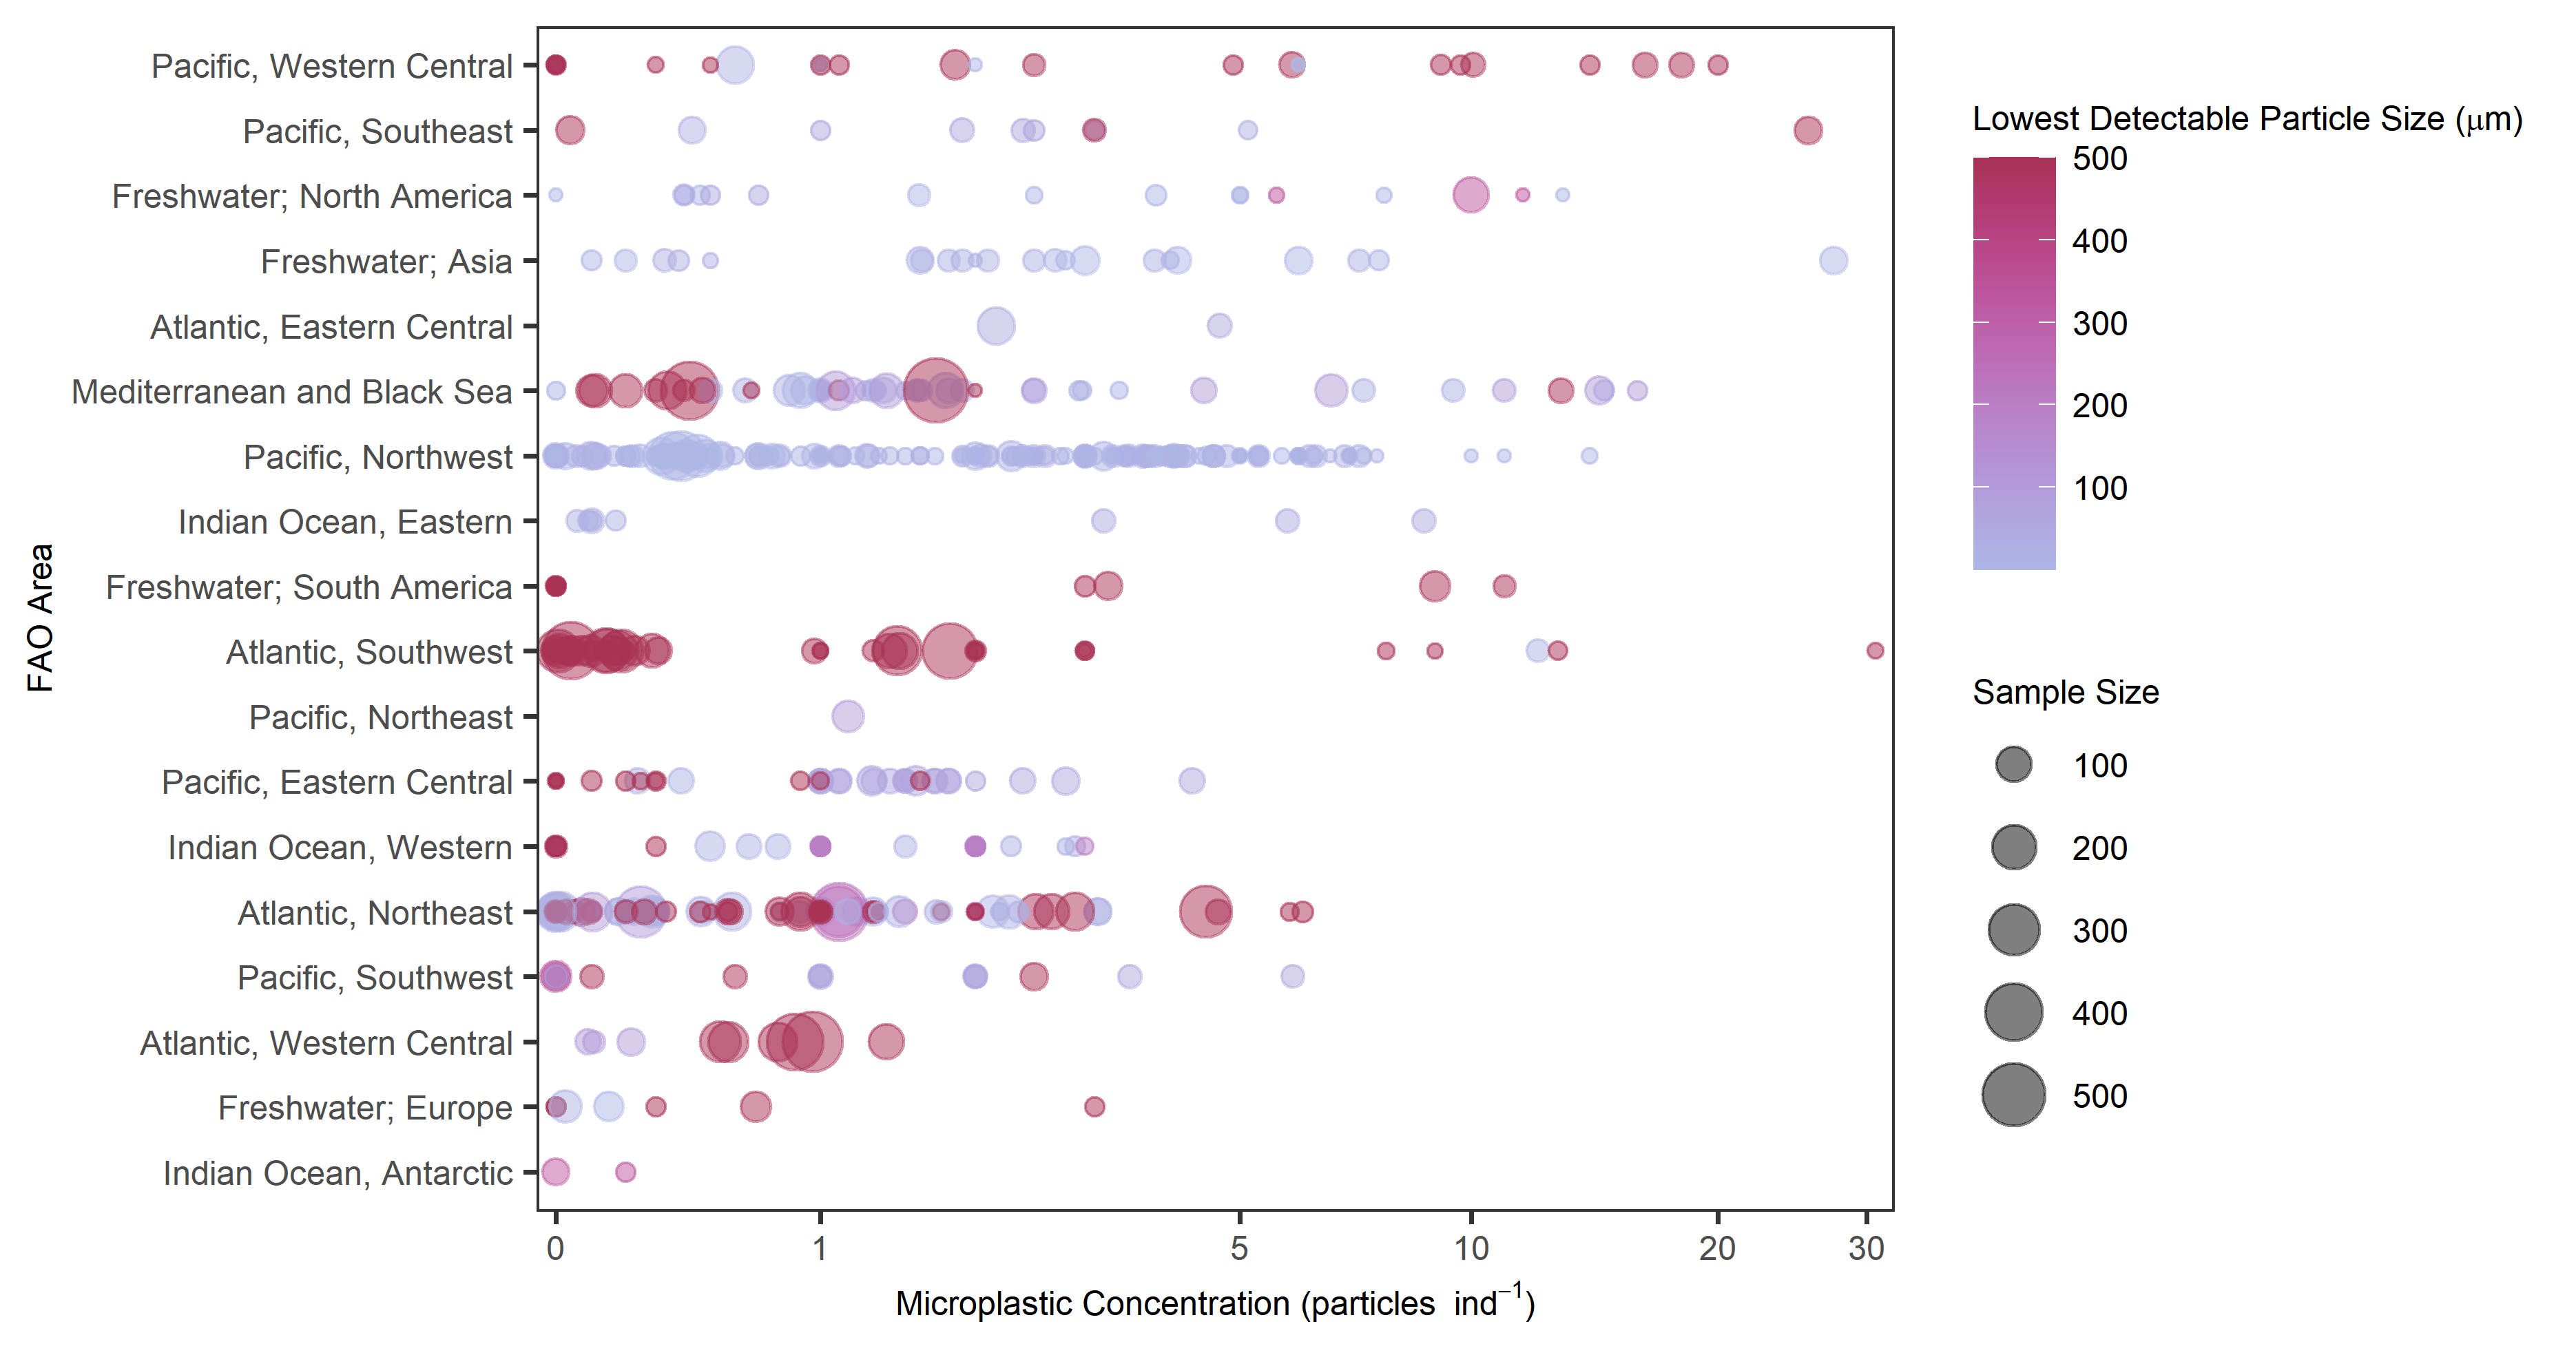 Pacific, Western Central
Pacific, Southeast
Freshwater; North America
Freshwater; Asia
Atlantic, Eastern Central
Mediterranean and Black Sea
Pacific, Northwest
Indian Ocean, Eastern
Freshwater; South America
Atlantic, Southwest
Pacific, Northeast
Pacific, Eastern Central
Indian Ocean, Western
Atlantic, Northeast
Pacific, Southwest
Atlantic, Western Central
Freshwater; Europe
Indian Ocean, Antarctic
FAO Area
0 1 5 10 20 30
Microplastic Concentration (particles ind⁻¹)
Lowest Detectable Particle Size (μm)
500
400
300
200
100
Sample Size
100
200
300
400
500